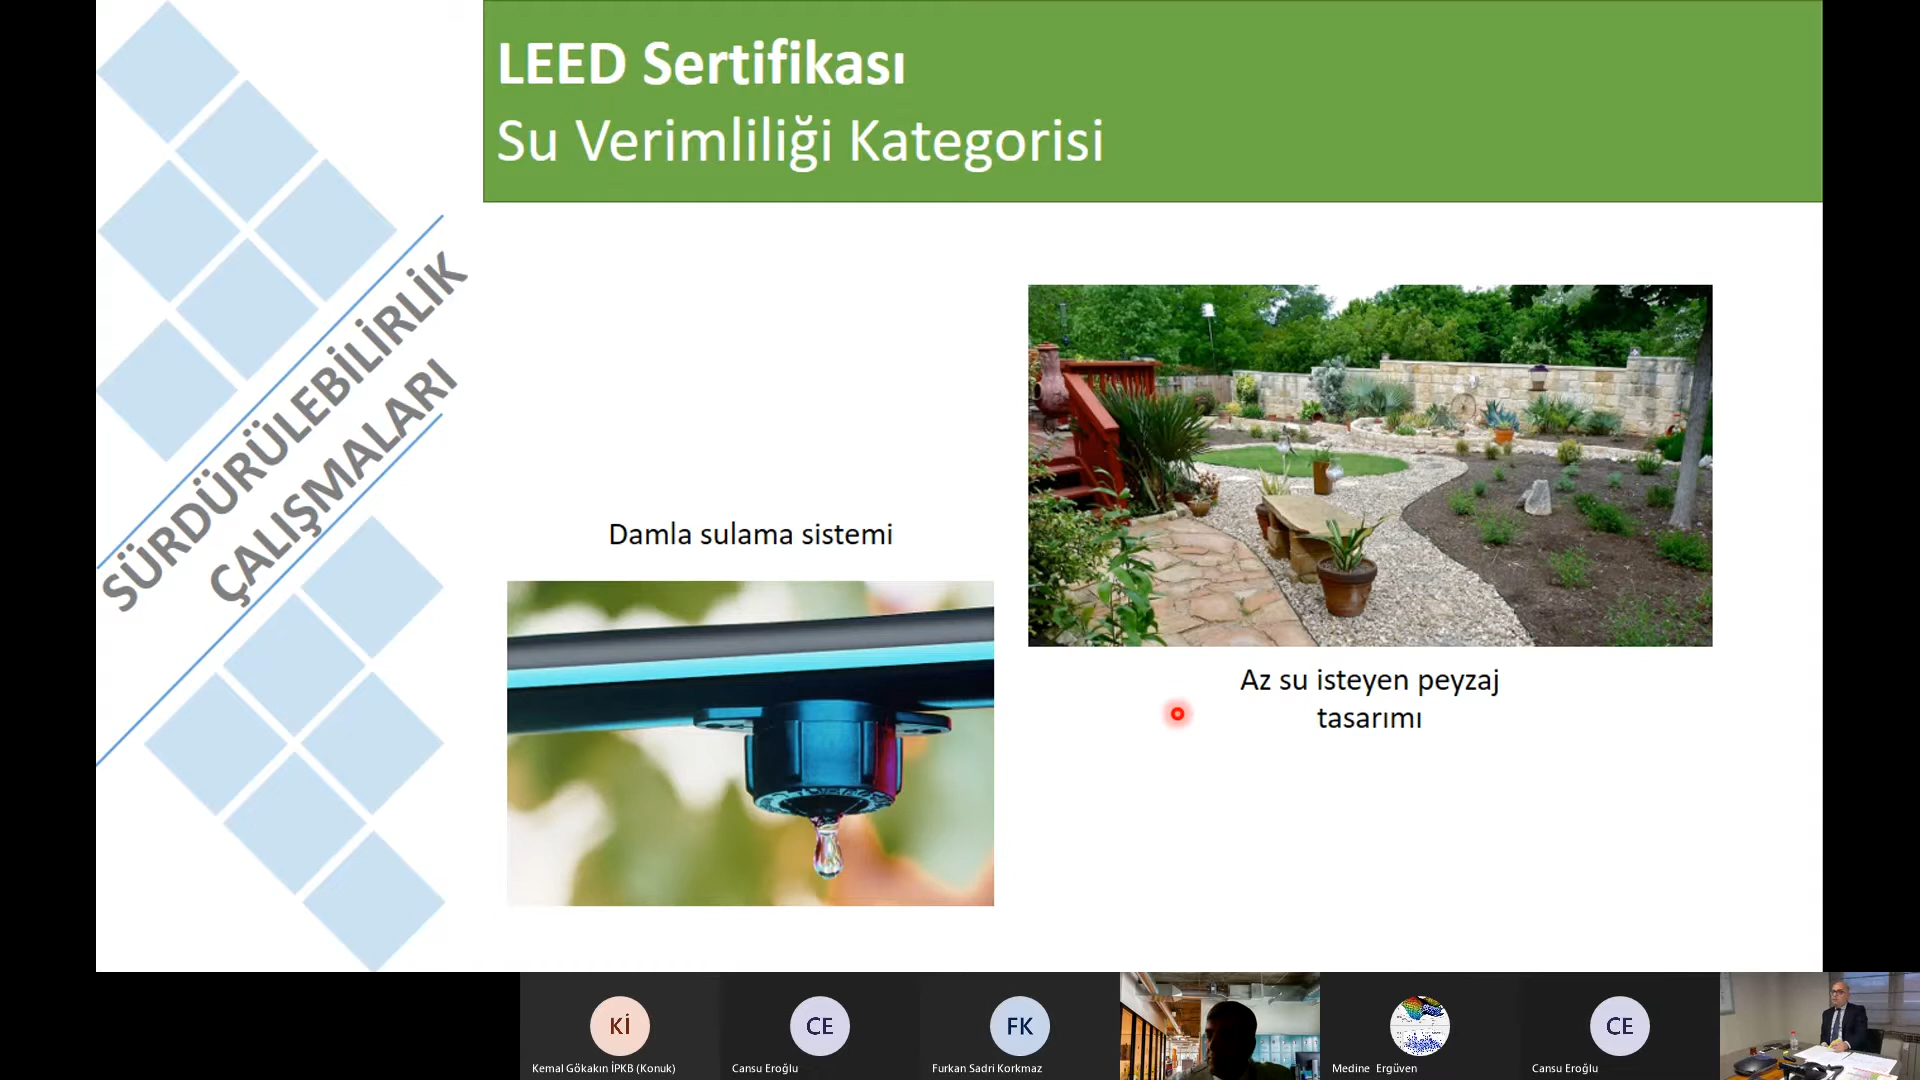 LEED Sertifikası
Su Verimliliği Kategorisi
SÜRDÜRÜLEBİLİRLİK
ÇALIŞMALARI
Damla sulama sistemi
Az su isteyen peyzaj
tasarımı
Kİ
CE
FK
CE
Kemal Gökakın İPKB (Konuk)
Cansu Eroğlu
Furkan Sadri Korkmaz
Medine Ergüven
Cansu Eroğlu